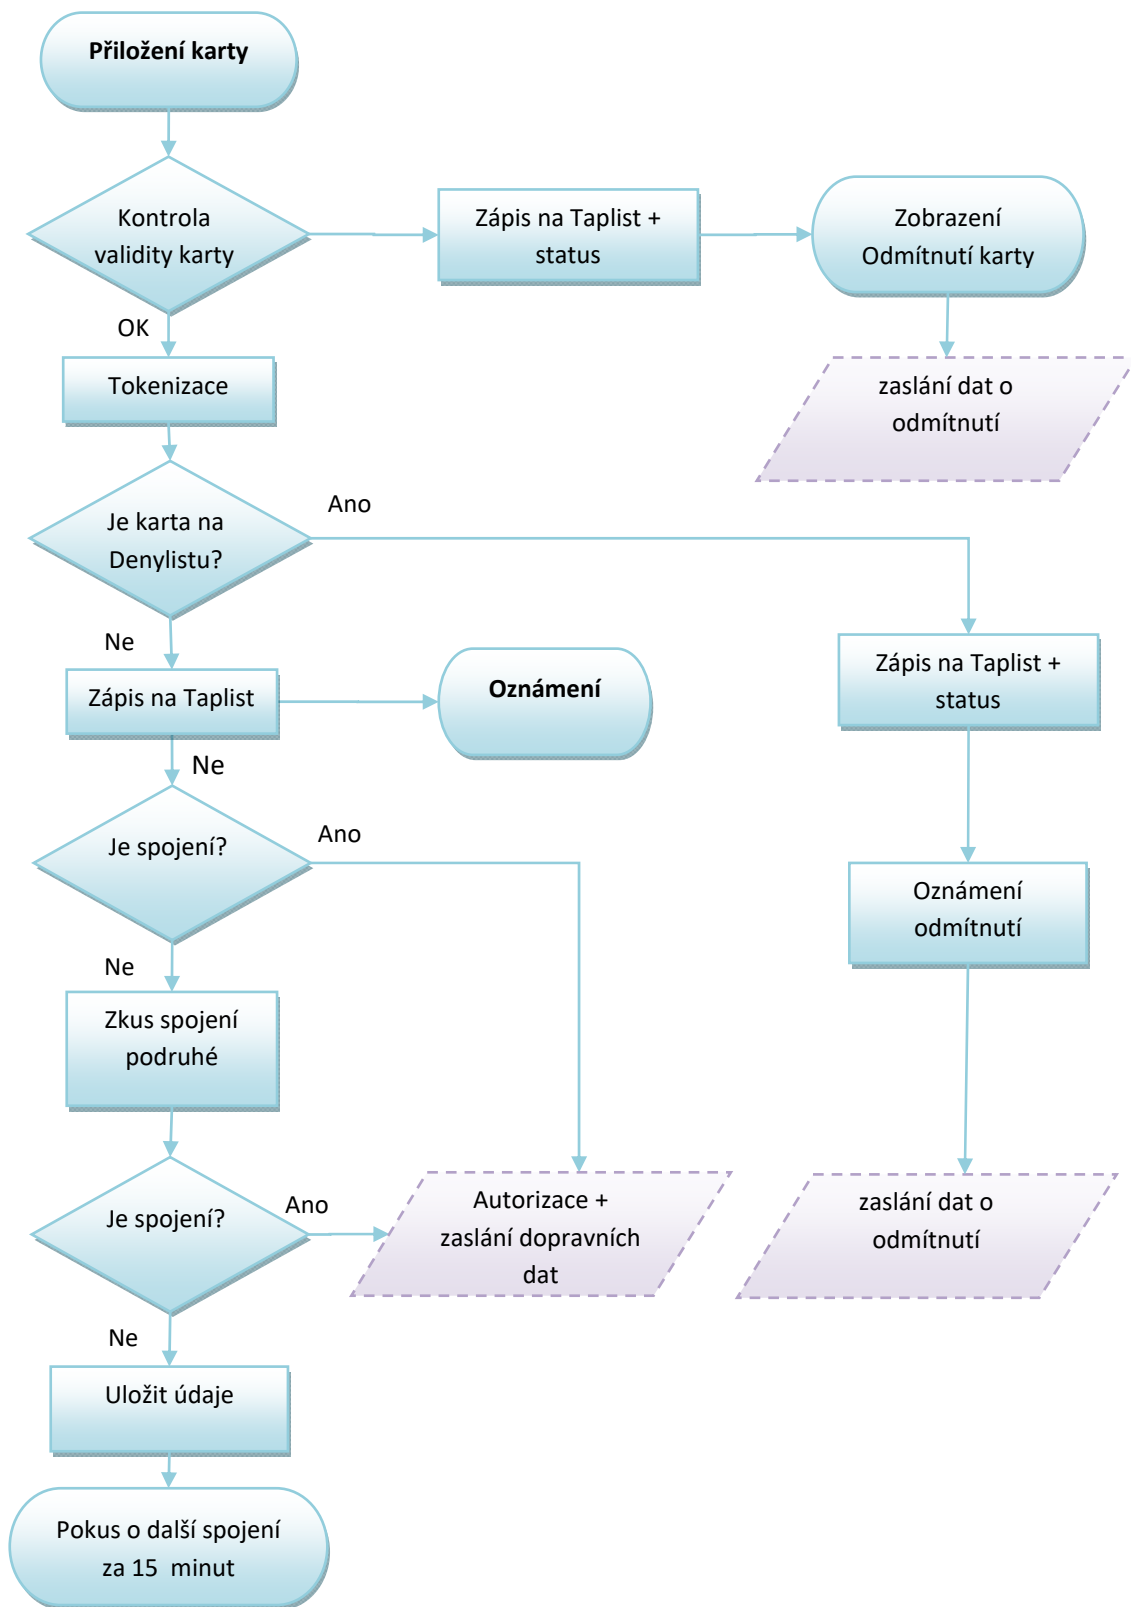 Přiložení karty
Kontrola
validity karty
Zápis na Taplist +
status
Zobrazení
Odmítnutí karty
OK
Tokenizace
zaslání dat o
odmítnutí
Je karta na
Denylistu?
Ano
Ne
Zápis na Taplist
Oznámení
Zápis na Taplist +
status
Ne
Je spojení?
Ano
Oznámení
odmítnutí
Ne
Zkus spojení
podruhé
Je spojení?
Ano
Autorizace +
zaslání dopravních
dat
zaslání dat o
odmítnutí
Ne
Uložit údaje
Pokus o další spojení
za 15  minut